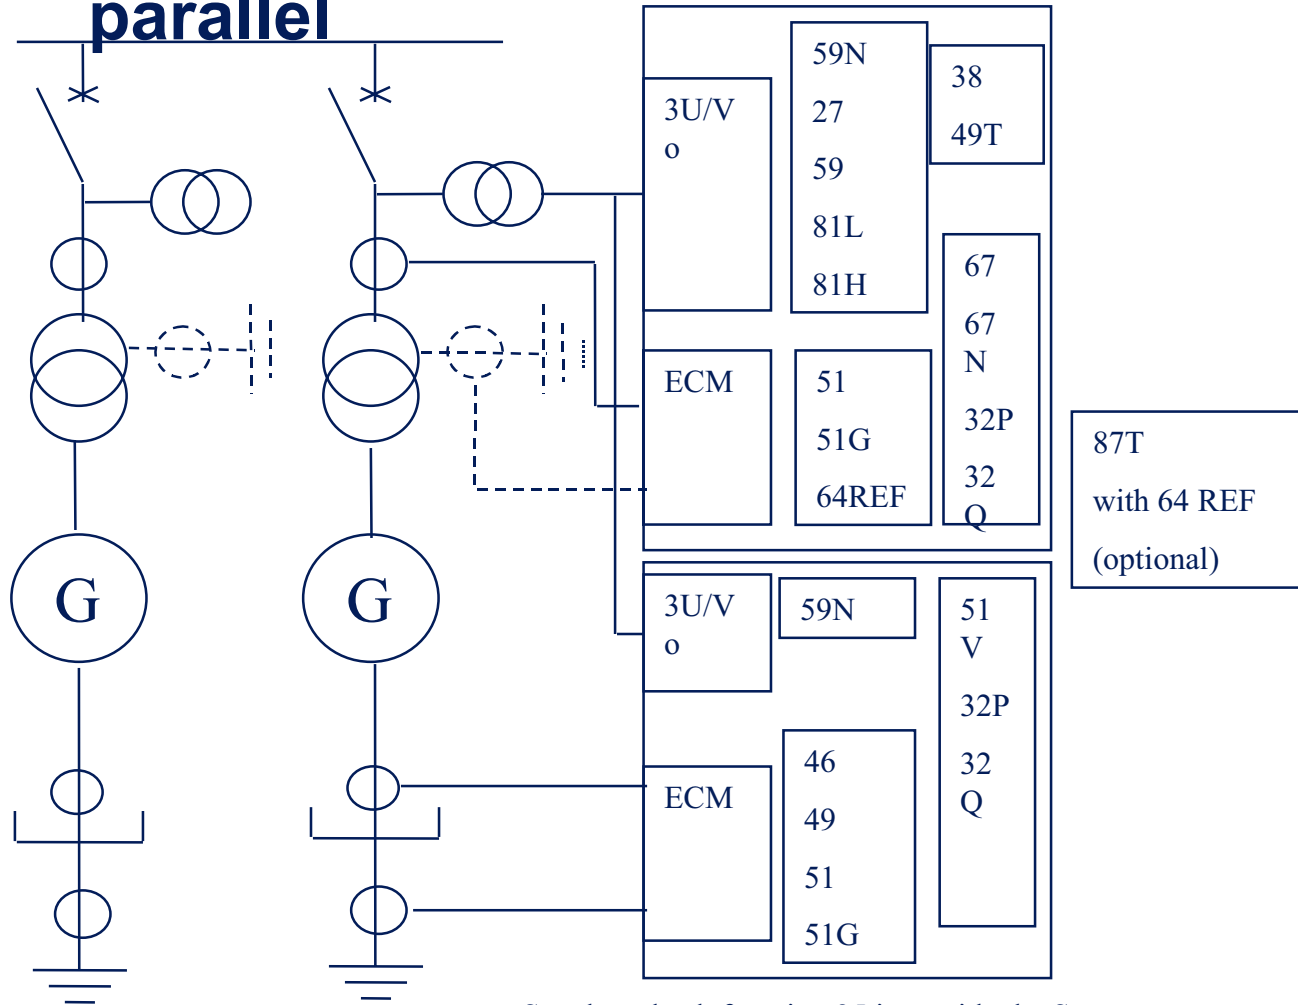 parallel
3U/V
o
59N
27
59
81L
81H
38
49T
67
67
N
32P
32
Q
ECM
51
51G
64REF
87T
with 64 REF
(optional)
G
G
3U/V
o
59N
51
V
32P
32
Q
ECM
46
49
51
51G